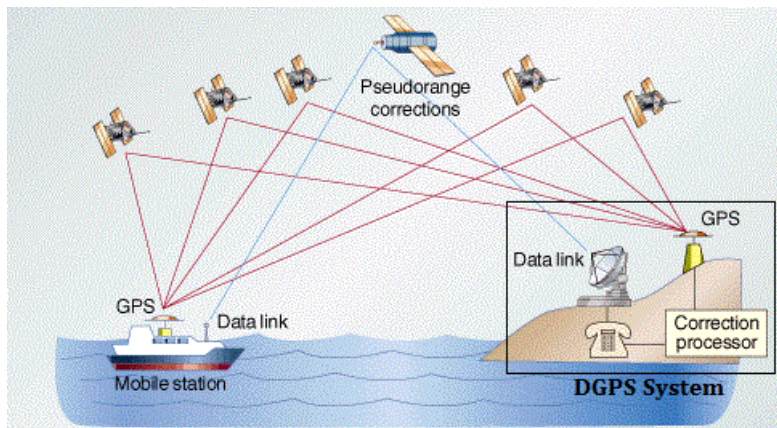 Pseudorange
corrections
GPS
Data link
GPS
Data link
Correction
processor
Mobile station
DGPS System